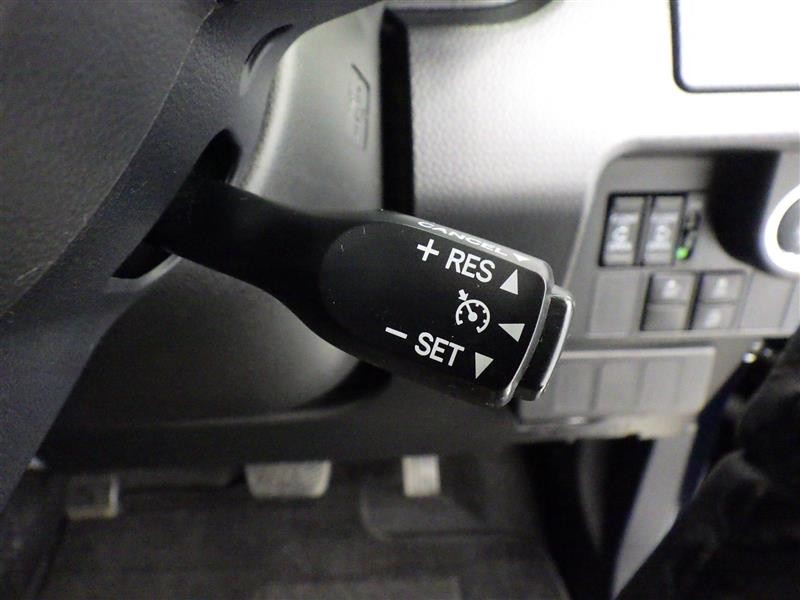 CANCEL
+ RES
- SET